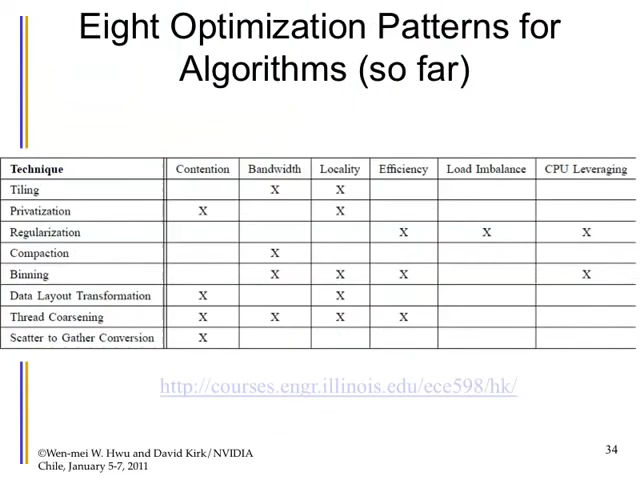 Eight Optimization Patterns for
Algorithms (so far)
Technique Contention Bandwidth Locality Efficiency Load Imbalance CPU Leveraging
Tiling X X
Privatization X X
Regularization X X X
Compaction X
Binning X X X X
Data Layout Transformation X X
Thread Coarsening X X X X
Scatter to Gather Conversion X
http://courses.engr.illinois.edu/ece598/hk/
©Wen-mei W. Hwu and David Kirk/NVIDIA
Chile, January 5-7, 2011
34